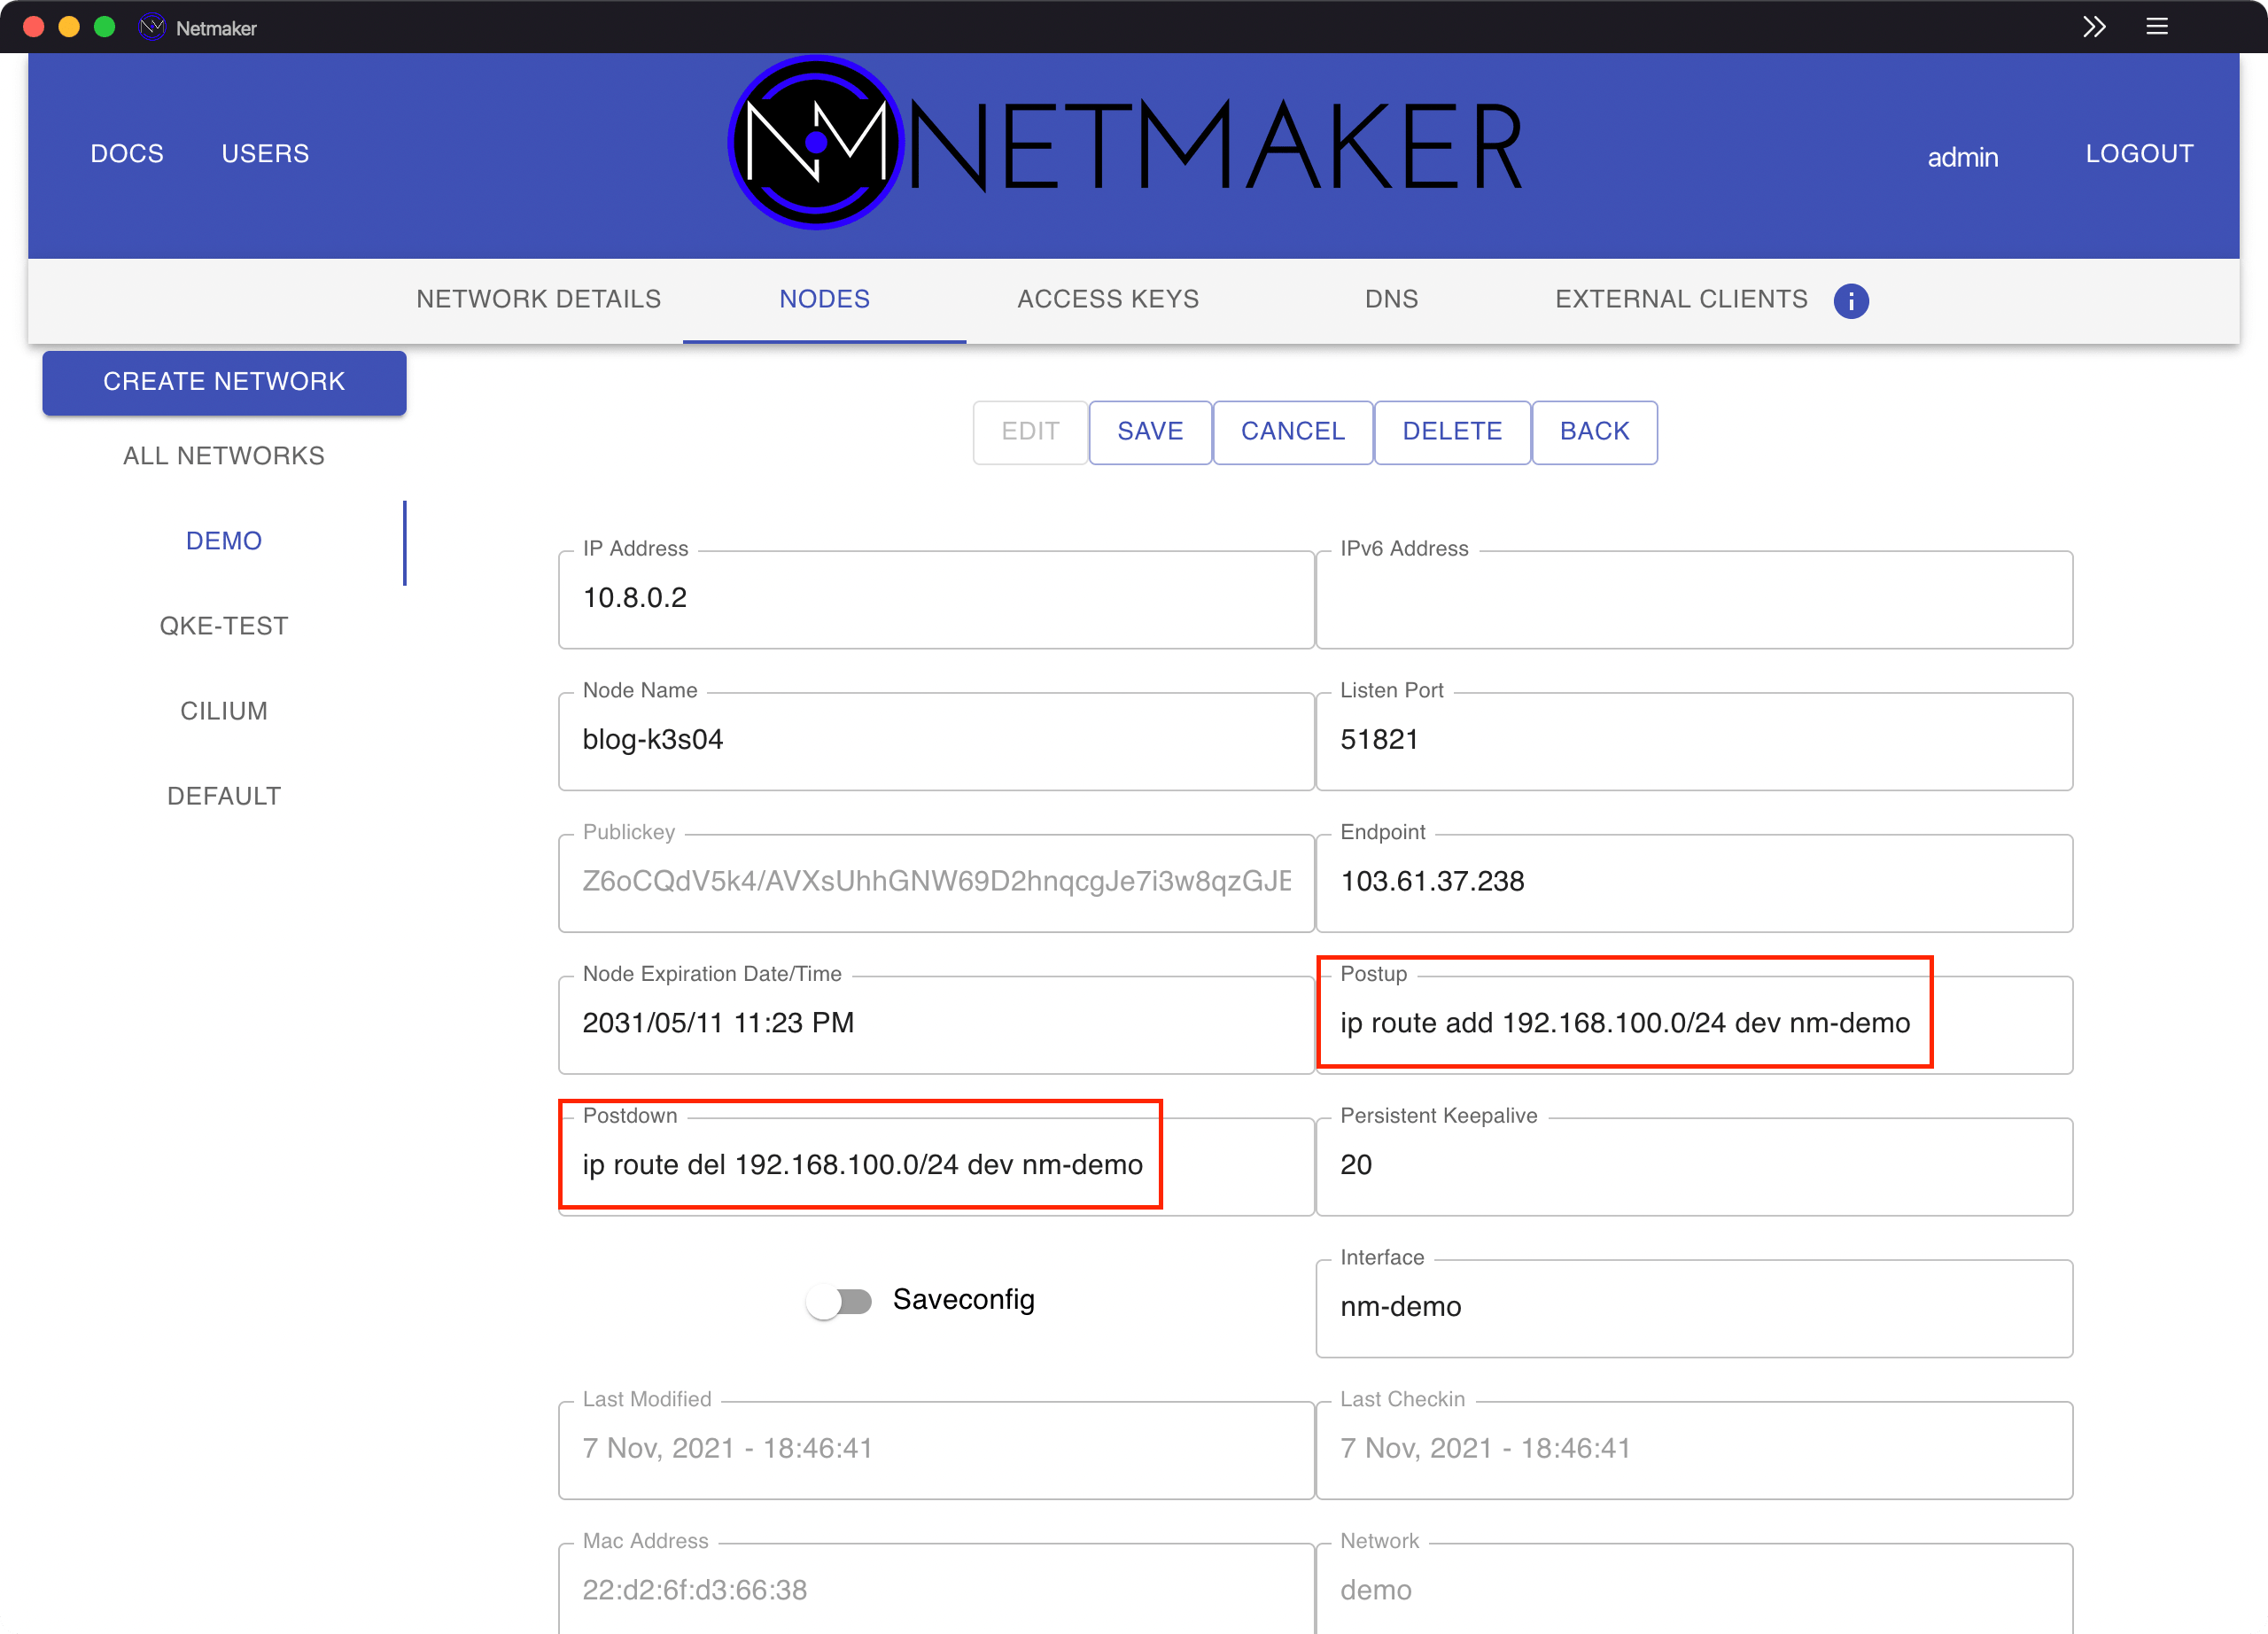 Netmaker
DOCS
USERS
NM NETMAKER
admin
LOGOUT
NETWORK DETAILS
NODES
ACCESS KEYS
DNS
EXTERNAL CLIENTS
i
CREATE NETWORK
ALL NETWORKS
DEMO
QKE-TEST
CILIUM
DEFAULT
EDIT
SAVE
CANCEL
DELETE
BACK
IP Address
10.8.0.2
IPv6 Address
Node Name
blog-k3s04
Listen Port
51821
Publickey
Z6oCQdV5k4/AVXsUhhGNW69D2hnqcgJe7i3w8qzGJE
Endpoint
103.61.37.238
Node Expiration Date/Time
2031/05/11 11:23 PM
Postup
ip route add 192.168.100.0/24 dev nm-demo
Postdown
ip route del 192.168.100.0/24 dev nm-demo
Persistent Keepalive
20
Saveconfig
Interface
nm-demo
Last Modified
7 Nov, 2021 - 18:46:41
Last Checkin
7 Nov, 2021 - 18:46:41
Mac Address
22:d2:6f:d3:66:38
Network
demo